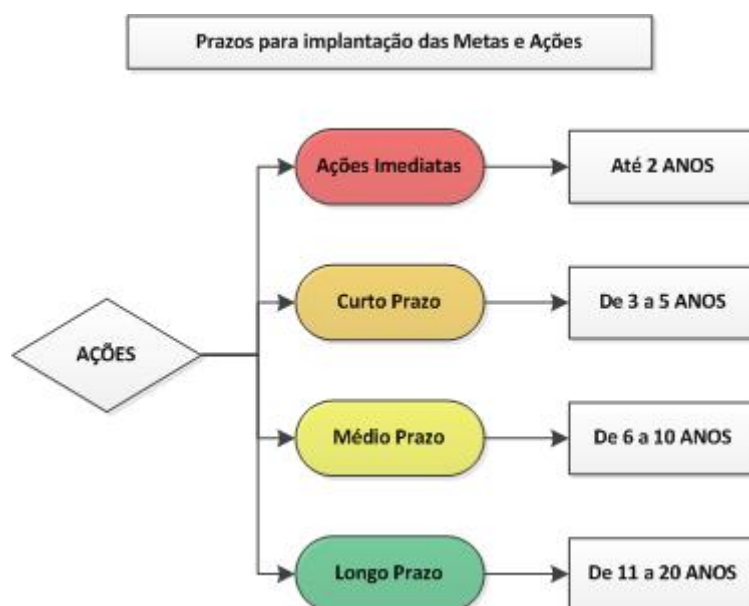 Prazos para implantação das Metas e Ações
Ações Imediatas
Até 2 ANOS
Curto Prazo
De 3 a 5 ANOS
AÇÕES
Médio Prazo
De 6 a 10 ANOS
Longo Prazo
De 11 a 20 ANOS